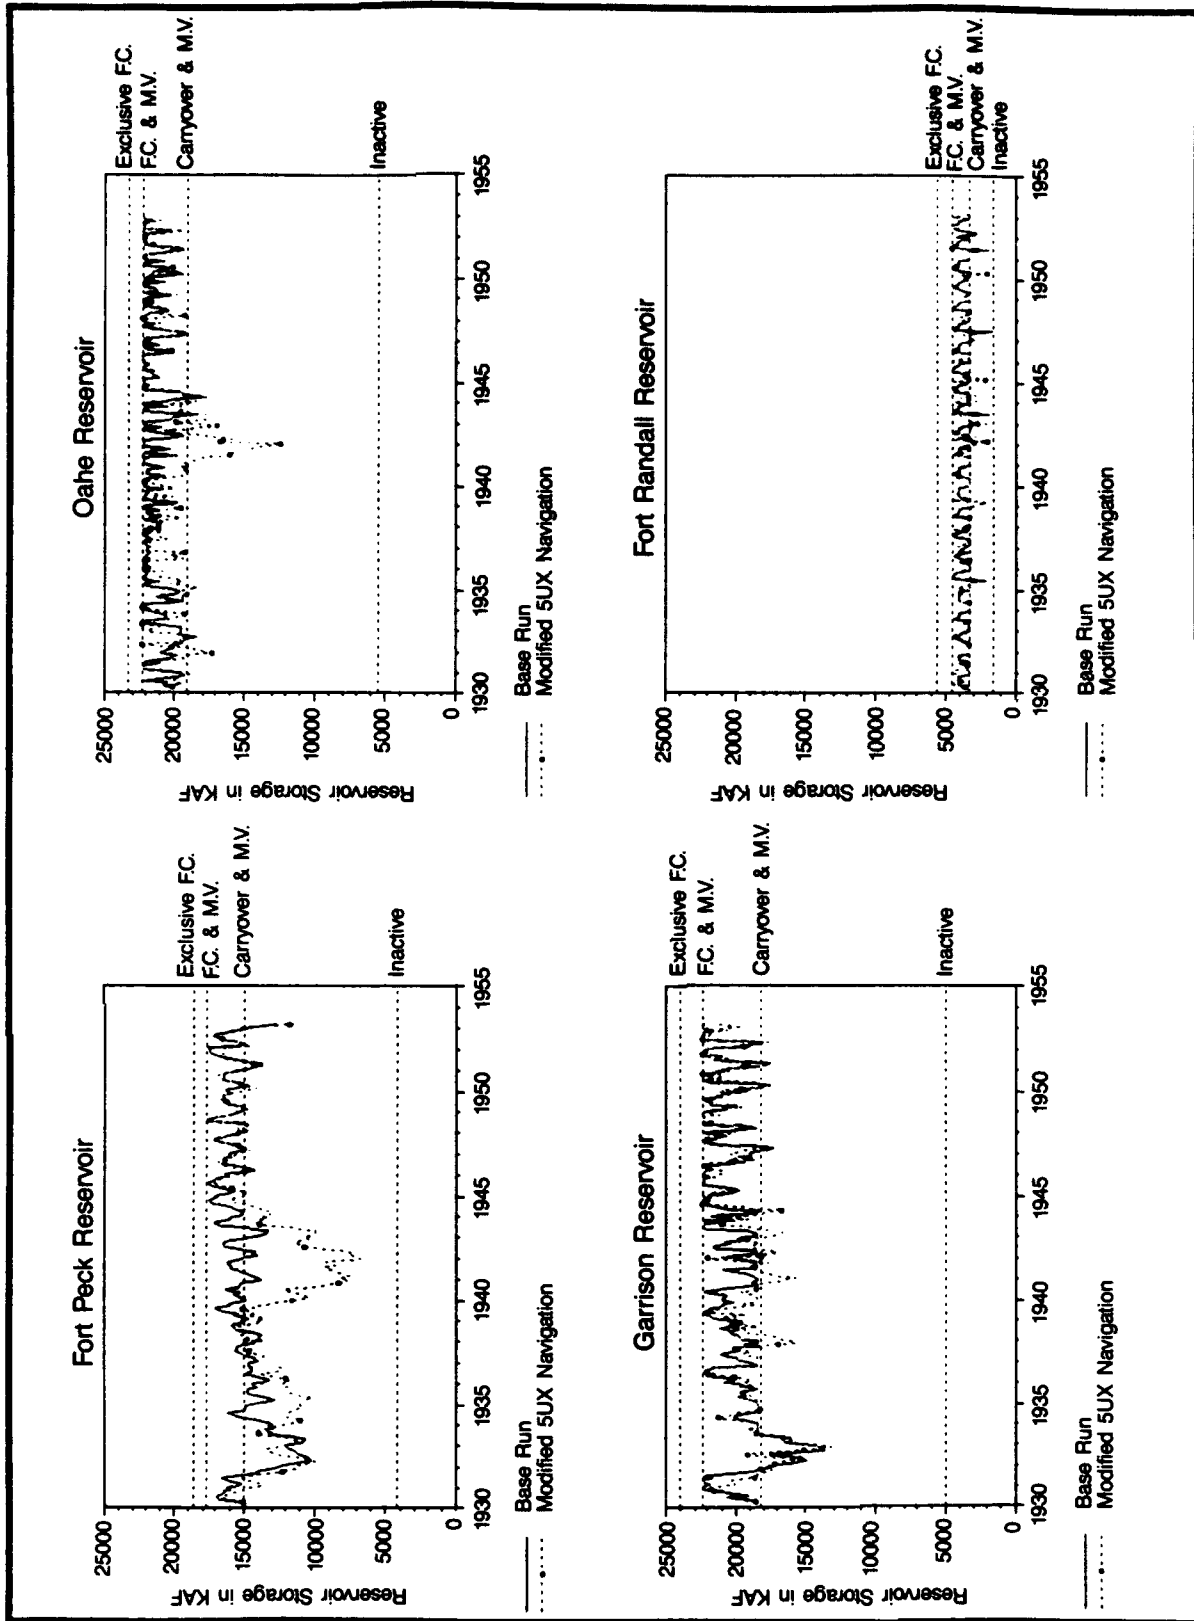 Fort Peck Reservoir
Reservoir Storage in KAF
25000
20000
15000
10000
5000
0
Exclusive F.C.
F.C. & M.V.
Carryover & M.V.
Inactive
1930 1935 1940 1945 1950 1955
Base Run
Modified 5UX Navigation
Oahe Reservoir
Reservoir Storage in KAF
25000
20000
15000
10000
5000
0
Exclusive F.C.
F.C. & M.V.
Carryover & M.V.
Inactive
1930 1935 1940 1945 1950 1955
Base Run
Modified 5UX Navigation
Garrison Reservoir
Reservoir Storage in KAF
25000
20000
15000
10000
5000
0
Exclusive F.C.
F.C. & M.V.
Carryover & M.V.
Inactive
1930 1935 1940 1945 1950 1955
Base Run
Modified 5UX Navigation
Fort Randall Reservoir
Reservoir Storage in KAF
25000
20000
15000
10000
5000
0
Exclusive F.C.
F.C. & M.V.
Carryover & M.V.
Inactive
1930 1935 1940 1945 1950 1955
Base Run
Modified 5UX Navigation